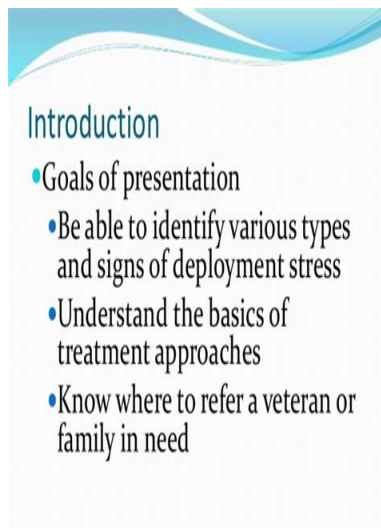 Introduction
•Goals of presentation
•Be able to identify various types
and signs of deployment stress
•Understand the basics of
treatment approaches
•Know where to refer a veteran or
family in need